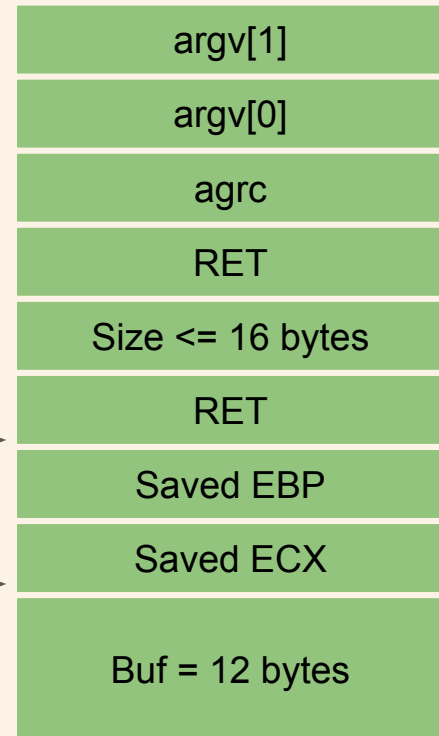 argv[1]
argv[0]
agrc
RET
Size <= 16 bytes
RET
Saved EBP
Saved ECX
Buf = 12 bytes